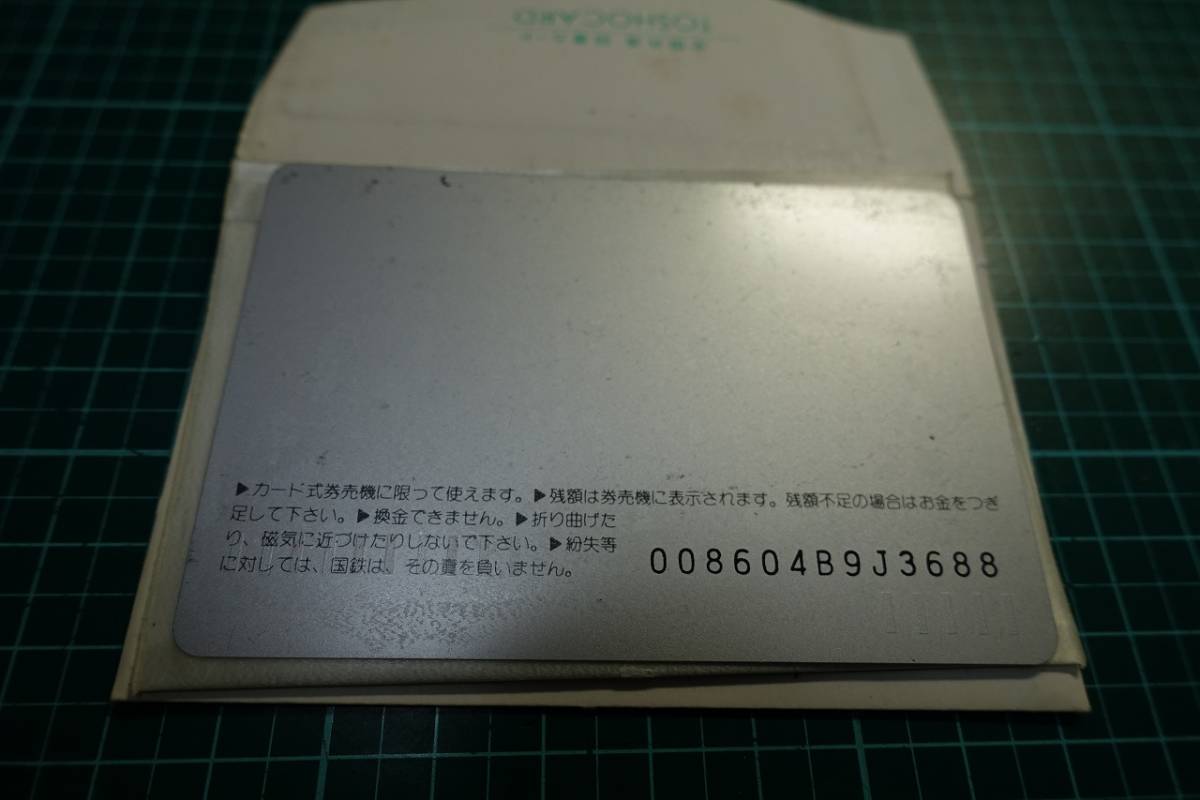 TOSHOCARD
▶カード式券売機に限って使えます。▶残額は券売機に表示されます。残額不足の場合はお金をつぎ
足して下さい。▶換金できません。▶折り曲げた
り、磁気に近づけたりしないで下さい。▶紛失等
に対しては、国鉄は、その責を負いません。
008604B9J3688